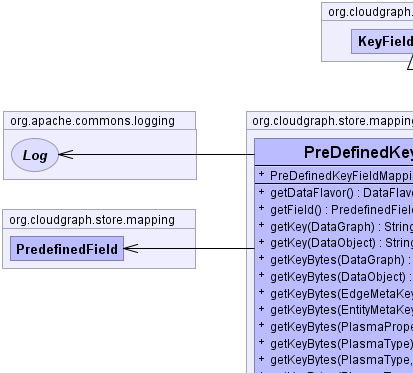 org.cloudgraph.
KeyField
org.apache.commons.logging
Log
org.cloudgraph.store.mapping
PreDefinedKey
+ PreDefinedKeyFieldMappi
+ getDataFlavor() : DataFlav
+ getField() : PredefinedFiel
+ getKey(DataGraph) : String
+ getKey(DataObject) : String
+ getKeyBytes(DataGraph) :
+ getKeyBytes(DataObject) :
+ getKeyBytes(EdgeMetaKey
+ getKeyBytes(EntityMetaKey
+ getKeyBytes(PlasmaPrope
+ getKeyBytes(PlasmaType)
+ getKeyBytes(PlasmaType,
org.cloudgraph.store.mapping
PredefinedField